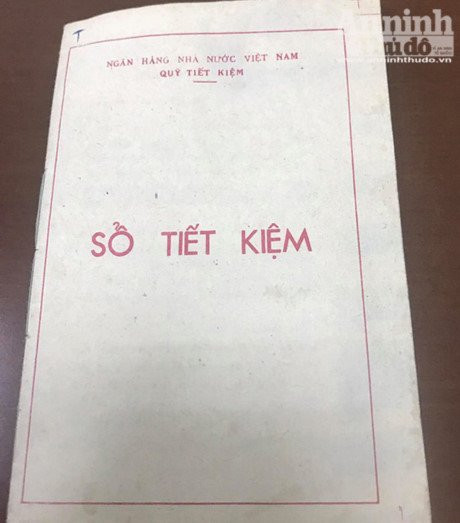 T
NGÂN HÀNG NHÀ NƯỚC VIỆT NAM
QUỸ TIẾT KIỆM
SỔ TIẾT KIỆM